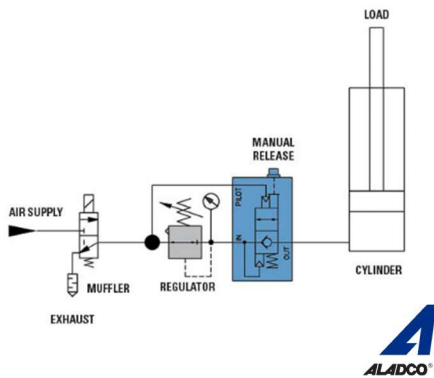 LOAD
MANUAL
RELEASE
PILOT
AIR SUPPLY
IN
OUT
MUFFLER
REGULATOR
CYLINDER
EXHAUST
ALADCO®